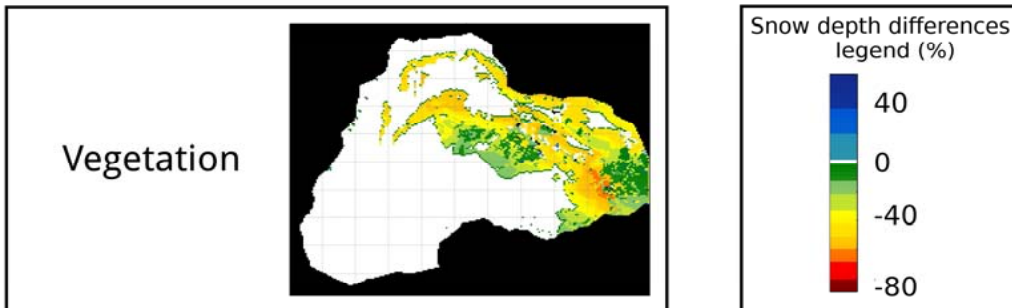 Vegetation
Snow depth differences
legend (%)
40
0
-40
-80